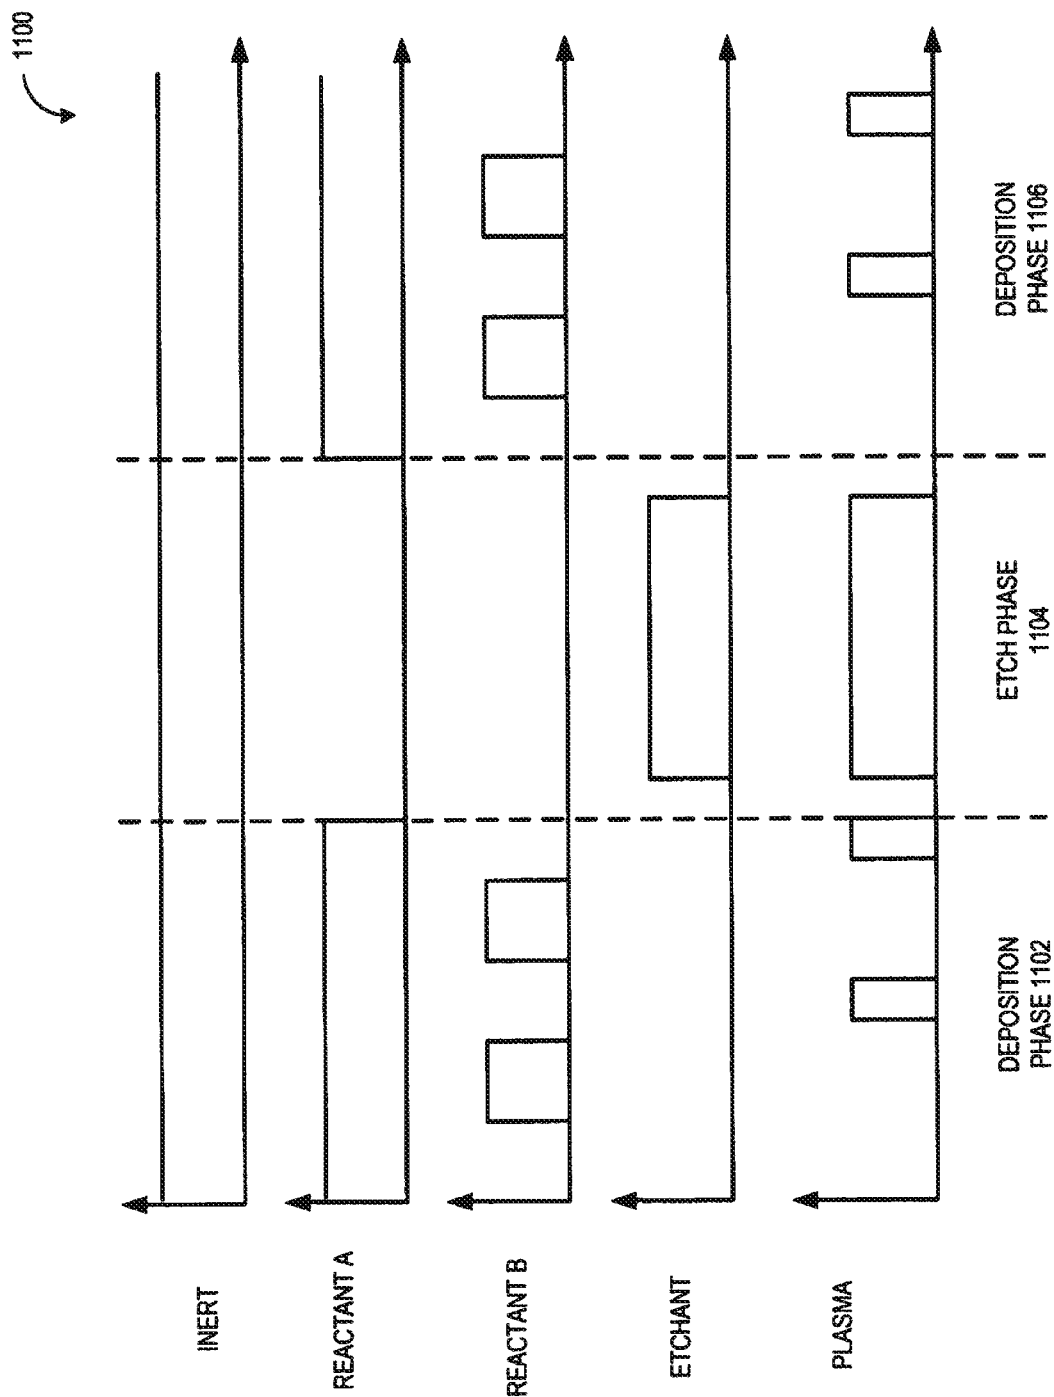 1100
INERT
REACTANT A
REACTANT B
ETCHANT
PLASMA
DEPOSITION
PHASE 1102
ETCH PHASE
1104
DEPOSITION
PHASE 1106